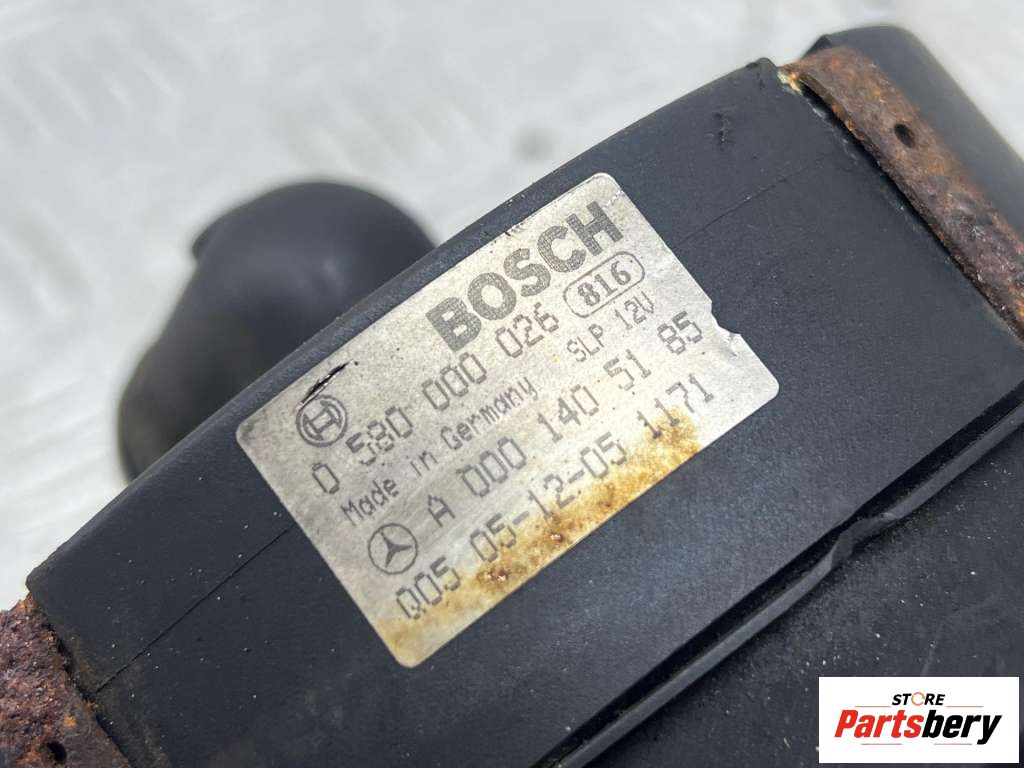 BOSCH
0 580 000 026 816
Made in Germany SLP 12V
A 000 140 51 85
Q05 05-12-05 1171
STORE
Partsbery